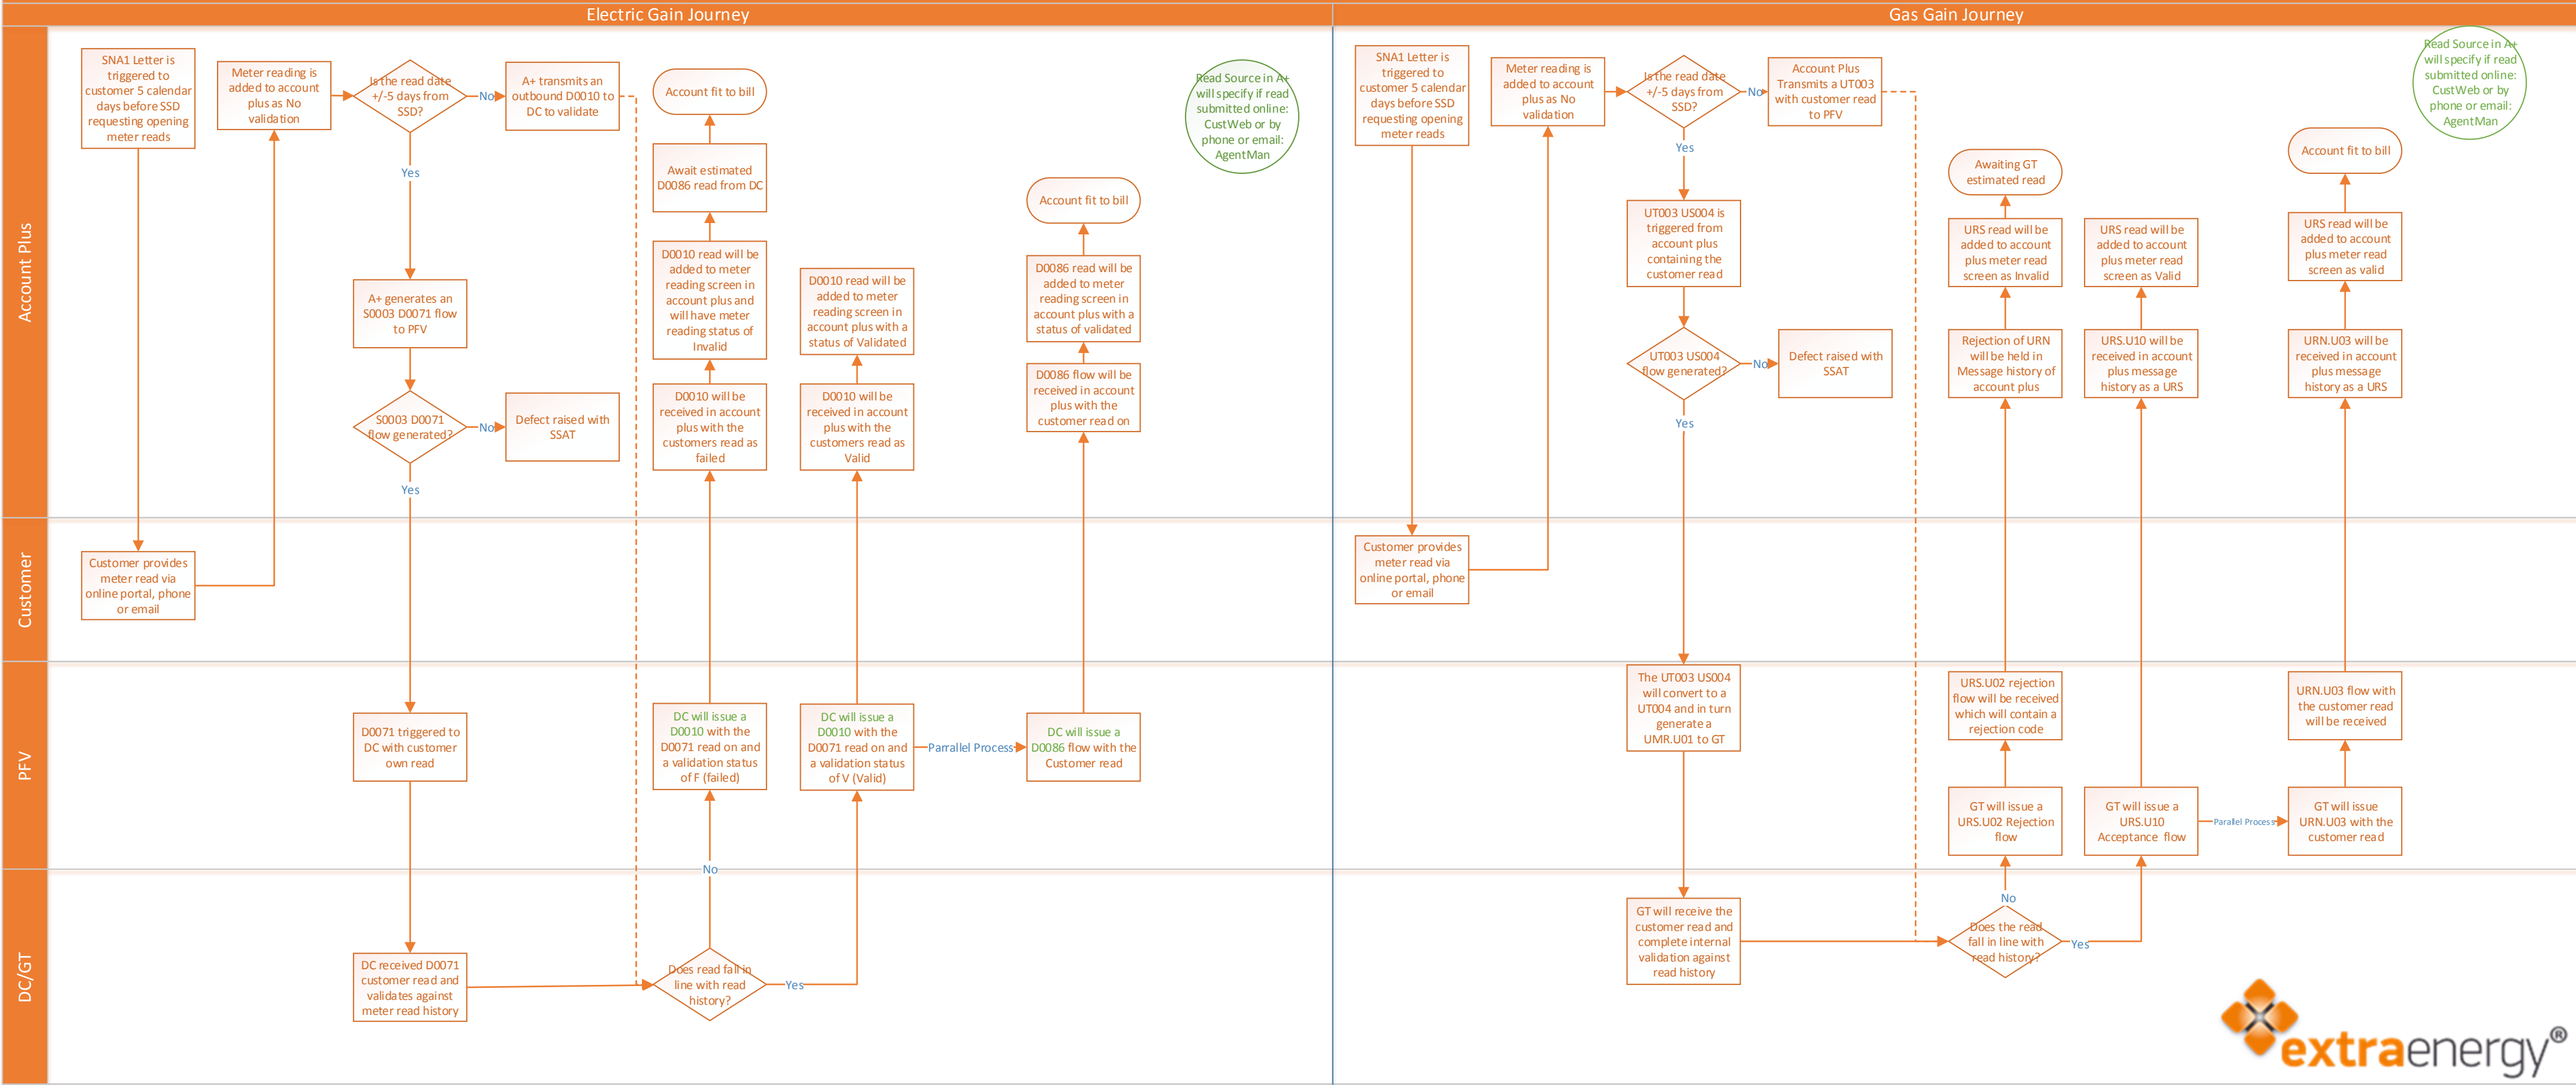 Electric Gain Journey
Gas Gain Journey
Account Plus
Customer
PFV
DC/GT
SNA1 Letter is
triggered to
customer 5 calendar
days before SSD
requesting opening
meter reads
Meter reading is
added to account
plus as No
validation
Is the read date
+/-5 days from
SSD?
No
A+ transmits an
outbound D0010 to
DC to validate
Yes
A+ generates an
S0003 D0071 flow
to PFV
S0003 D0071
flow generated?
No
Defect raised with
SSAT
Yes
Customer provides
meter read via
online portal, phone
or email
D0071 triggered to
DC with customer
own read
DC received D0071
customer read and
validates against
meter read history
Does read fall in
line with read
history?
No
Yes
Account fit to bill
Await estimated
D0086 read from DC
D0010 read will be
added to meter
reading screen in
account plus and
will have meter
reading status of
Invalid
D0010 will be
received in account
plus with the
customers read as
failed
DC will issue a
D0010 with the
D0071 read on and
a validation status
of F (failed)
D0010 read will be
added to meter
reading screen in
account plus with a
status of Validated
D0010 will be
received in account
plus with the
customers read as
Valid
DC will issue a
D0010 with the
D0071 read on and
a validation status
of V (Valid)
Parrallel Process
Account fit to bill
D0086 read will be
added to meter
reading screen in
account plus with a
status of validated
D0086 flow will be
received in account
plus with the
customer read on
DC will issue a
D0086 flow with the
Customer read
Read Source in A+
will specify if read
submitted online:
CustWeb or by
phone or email:
AgentMan
SNA1 Letter is
triggered to
customer 5 calendar
days before SSD
requesting opening
meter reads
Meter reading is
added to account
plus as No
validation
Is the read date
+/-5 days from
SSD?
No
Account Plus
Transmits a UT003
with customer read
to PFV
Yes
UT003 US004 is
triggered from
account plus
containing the
customer read
UT003 US004
flow generated?
No
Defect raised with
SSAT
Yes
Customer provides
meter read via
online portal, phone
or email
The UT003 US004
will convert to a
UT004 and in turn
generate a
UMR.U01 to GT
GT will receive the
customer read and
complete internal
validation against
read history
Does the read
fall in line with
read history?
No
Yes
Awaiting GT
estimated read
URS read will be
added to account
plus meter read
screen as Invalid
Rejection of URN
will be held in
Message history of
account plus
URS.U02 rejection
flow will be received
which will contain a
rejection code
GT will issue a
URS.U02 Rejection
flow
URS read will be
added to account
plus meter read
screen as Valid
URS.U10 will be
received in account
plus message
history as a URS
GT will issue a
URS.U10
Acceptance flow
Parallel Process
Account fit to bill
URS read will be
added to account
plus meter read
screen as valid
URN.U03 will be
received in account
plus message
history as a URS
URN.U03 flow with
the customer read
will be received
GT will issue
URN.U03 with the
customer read
Read Source in A+
will specify if read
submitted online:
CustWeb or by
phone or email:
AgentMan
extraenergy®